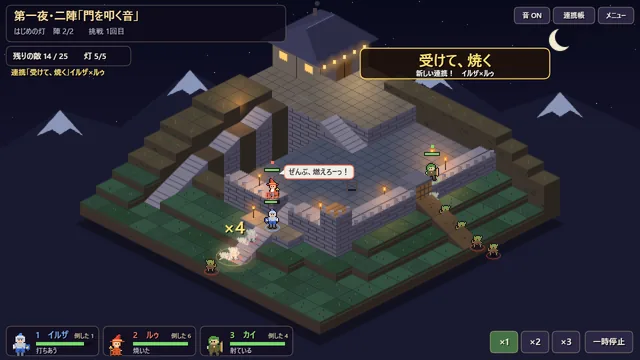 第一夜・二陣「門を叩く音」
はじめの灯　陣 2/2　挑戦 1回目
残りの敵 14 / 25　灯 5/5
連携「受けて、焼く」イルザ×ルゥ
音 ON
連携帳
メニュー
受けて、焼く
新しい連携！　イルザ×ルゥ
ぜんぶ、燃えろーっ！
×4
1 イルザ 倒した 1
打ちあう
2 ルゥ 倒した 6
焼いた
3 カイ 倒した 4
射ている
×1
×2
×3
一時停止